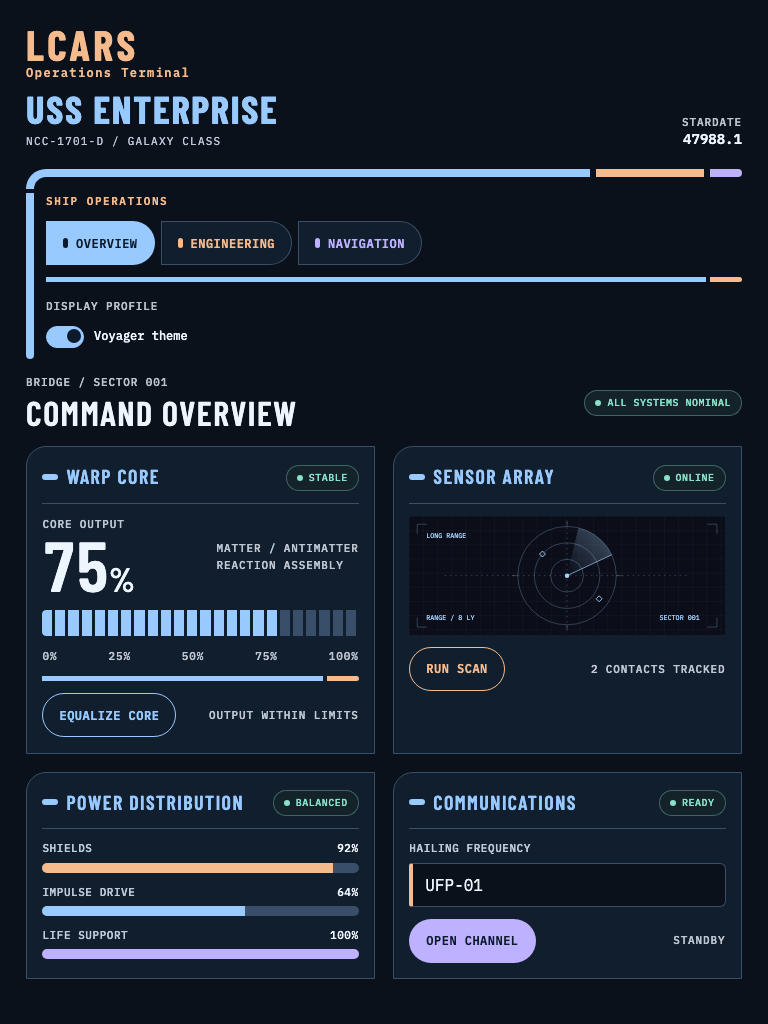 LCARS
Operations Terminal
USS ENTERPRISE
NCC-1701-D / GALAXY CLASS
STARDATE
47988.1
SHIP OPERATIONS
OVERVIEW
ENGINEERING
NAVIGATION
DISPLAY PROFILE
Voyager theme
BRIDGE / SECTOR 001
COMMAND OVERVIEW
ALL SYSTEMS NOMINAL
WARP CORE
STABLE
CORE OUTPUT
75%
MATTER / ANTIMATTER
REACTION ASSEMBLY
0% 25% 50% 75% 100%
EQUALIZE CORE
OUTPUT WITHIN LIMITS
SENSOR ARRAY
ONLINE
LONG RANGE
RANGE / 8 LY
SECTOR 001
RUN SCAN
2 CONTACTS TRACKED
POWER DISTRIBUTION
BALANCED
SHIELDS 92%
IMPULSE DRIVE 64%
LIFE SUPPORT 100%
COMMUNICATIONS
READY
HAILING FREQUENCY
UFP-01
OPEN CHANNEL
STANDBY